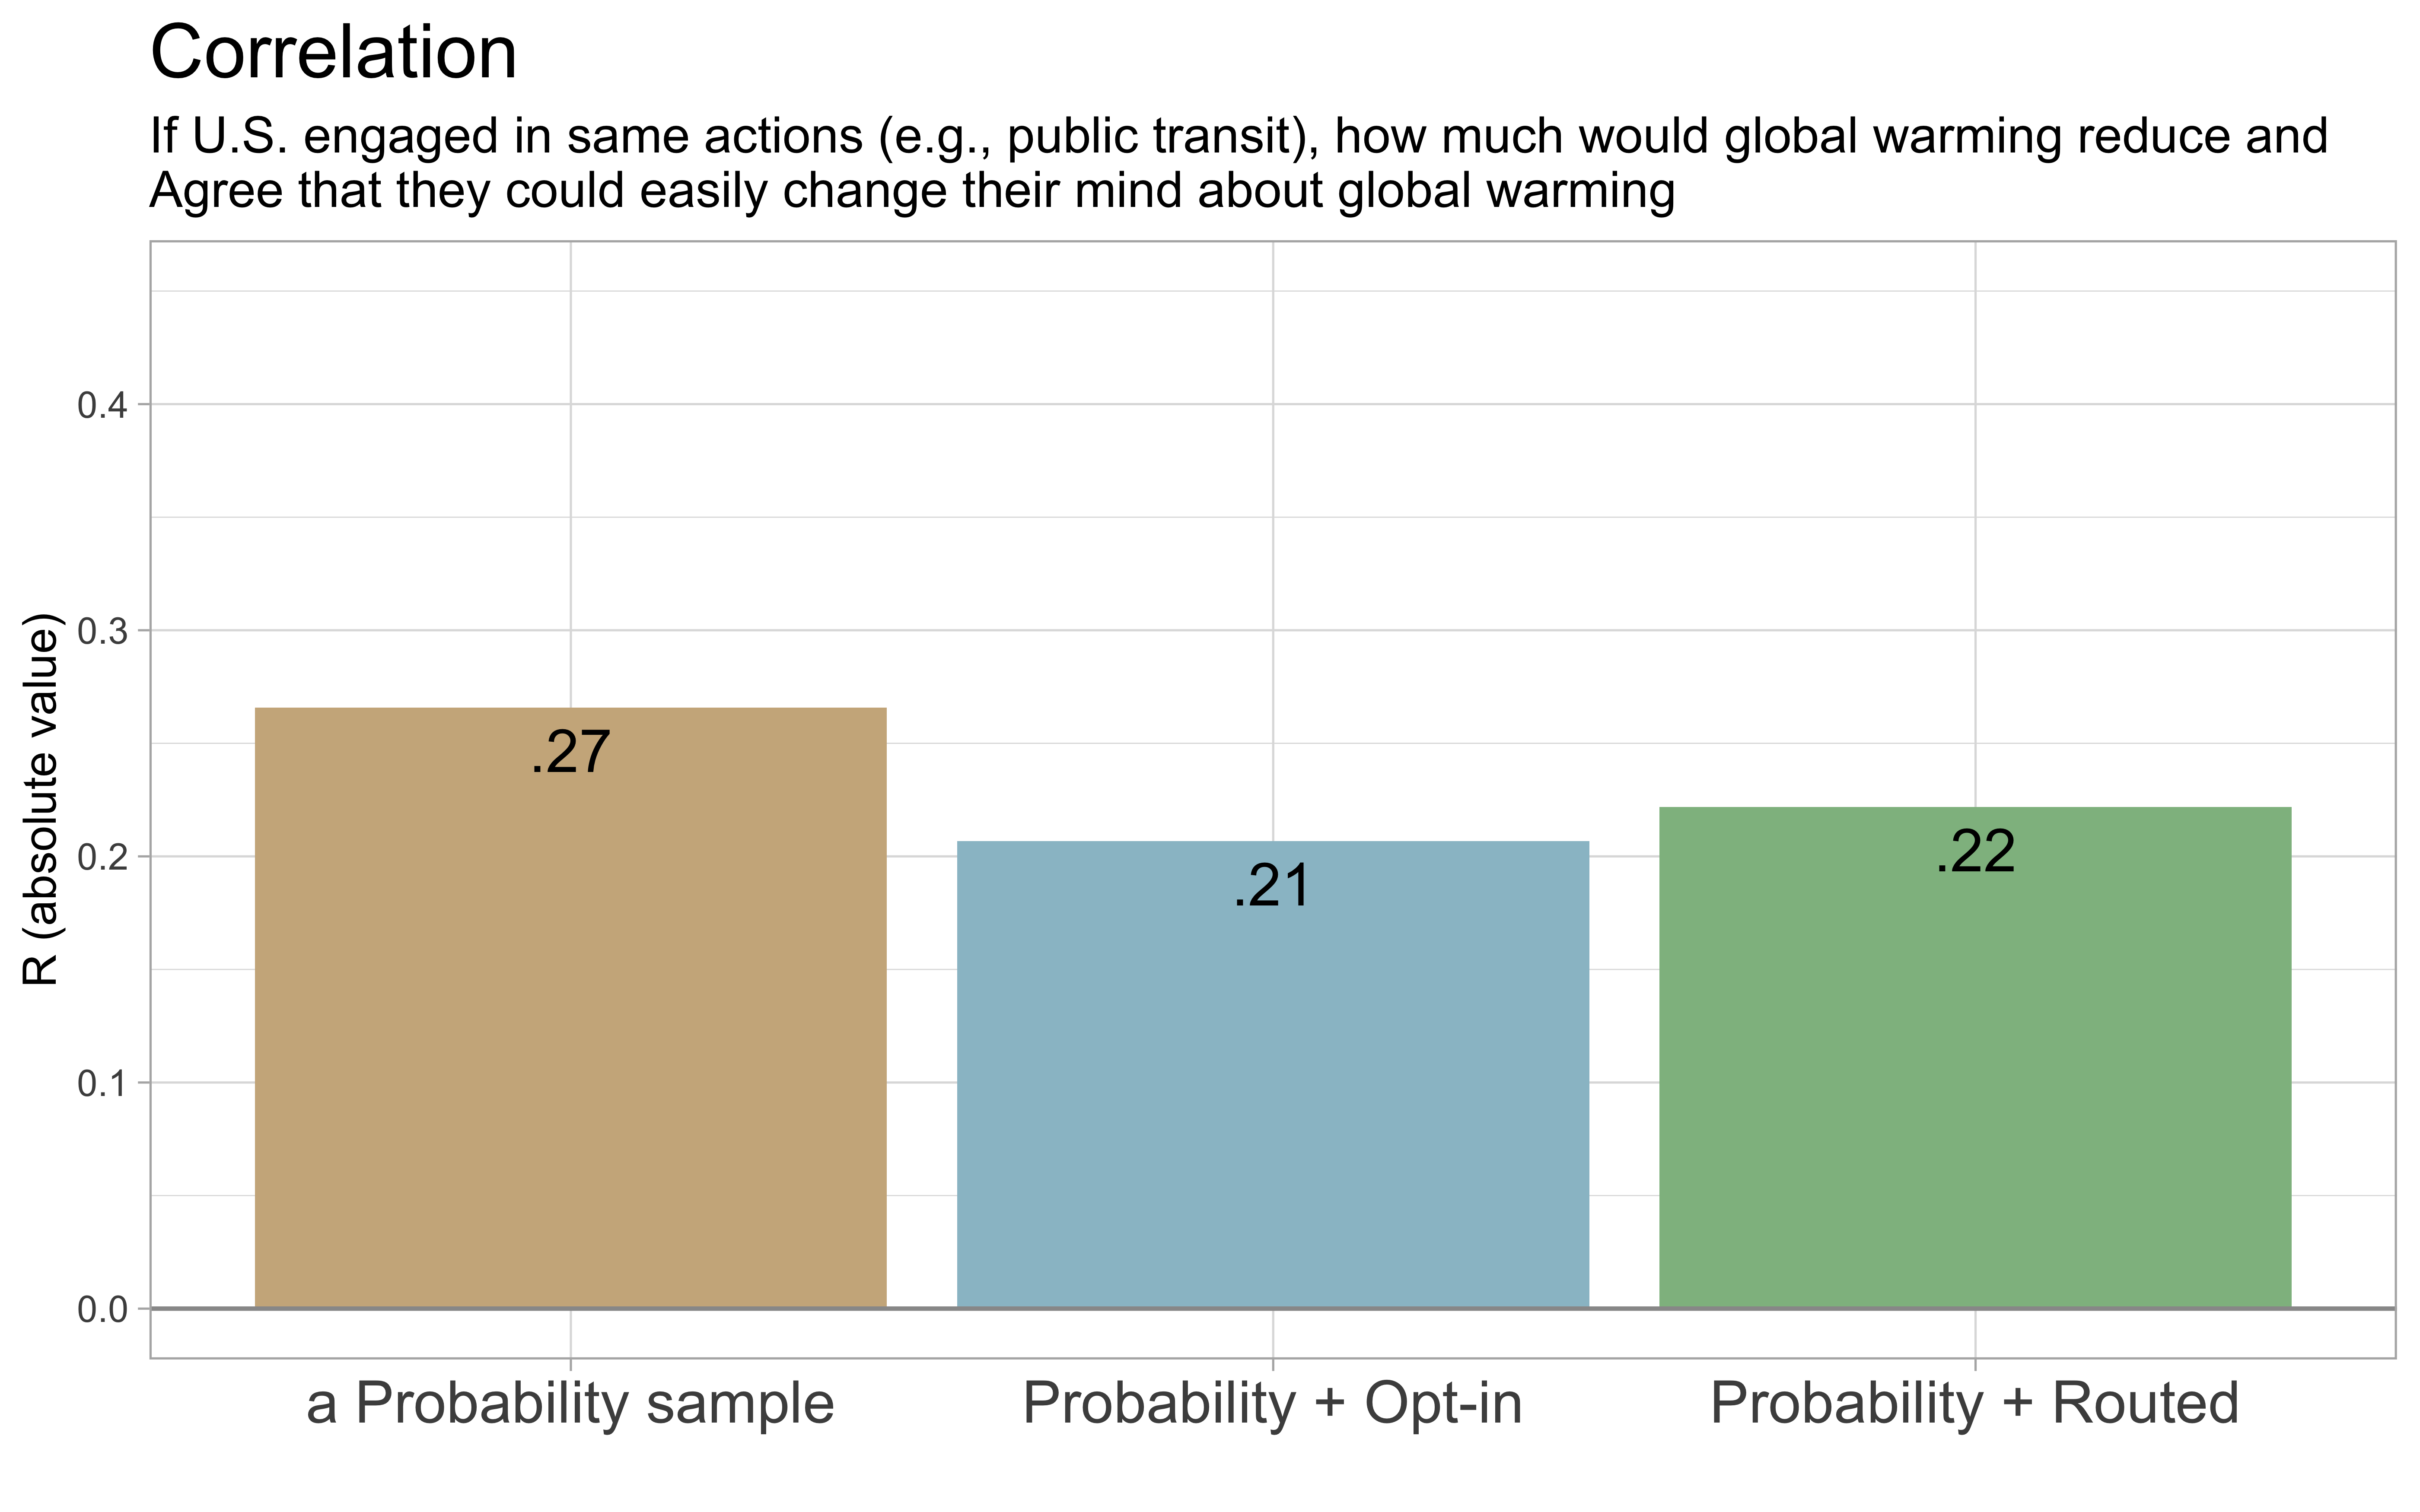 Correlation
If U.S. engaged in same actions (e.g., public transit), how much would global warming reduce and
Agree that they could easily change their mind about global warming
R (absolute value)
0.4
0.3
0.2
0.1
0.0
.27
.21
.22
a Probability sample
Probability + Opt-in
Probability + Routed